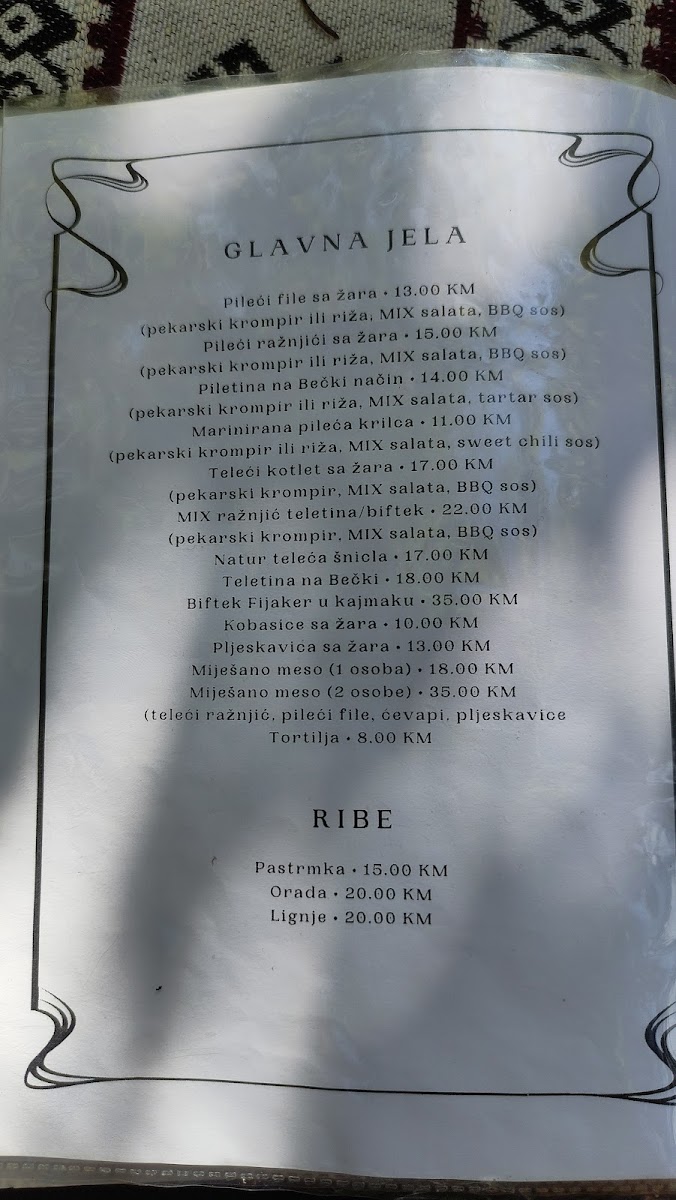 GLAVNA JELA
Pileći file sa žara • 13.00 KM
(pekarski krompir ili riža, MIX salata, BBQ sos)
Pileći ražnjići sa žara • 15.00 KM
(pekarski krompir ili riža, MIX salata, BBQ sos)
Piletina na Bečki način • 14.00 KM
(pekarski krompir ili riža, MIX salata, tartar sos)
Marinirana pileća krilca • 11.00 KM
(pekarski krompir ili riža, MIX salata, sweet chili sos)
Teleći kotlet sa žara • 17.00 KM
(pekarski krompir, MIX salata, BBQ sos)
MIX ražnjić teletina/biftek • 22.00 KM
(pekarski krompir, MIX salata, BBQ sos)
Natur teleća šnicla • 17.00 KM
Teletina na Bečki • 18.00 KM
Biftek Fijaker u kajmaku • 35.00 KM
Kobasice sa žara • 10.00 KM
Pljeskavica sa žara • 13.00 KM
Miješano meso (1 osoba) • 18.00 KM
Miješano meso (2 osobe) • 35.00 KM
(teleći ražnjić, pileći file, ćevapi, pljeskavice
Tortilja • 8.00 KM
RIBE
Pastrmka • 15.00 KM
Orada • 20.00 KM
Lignje • 20.00 KM